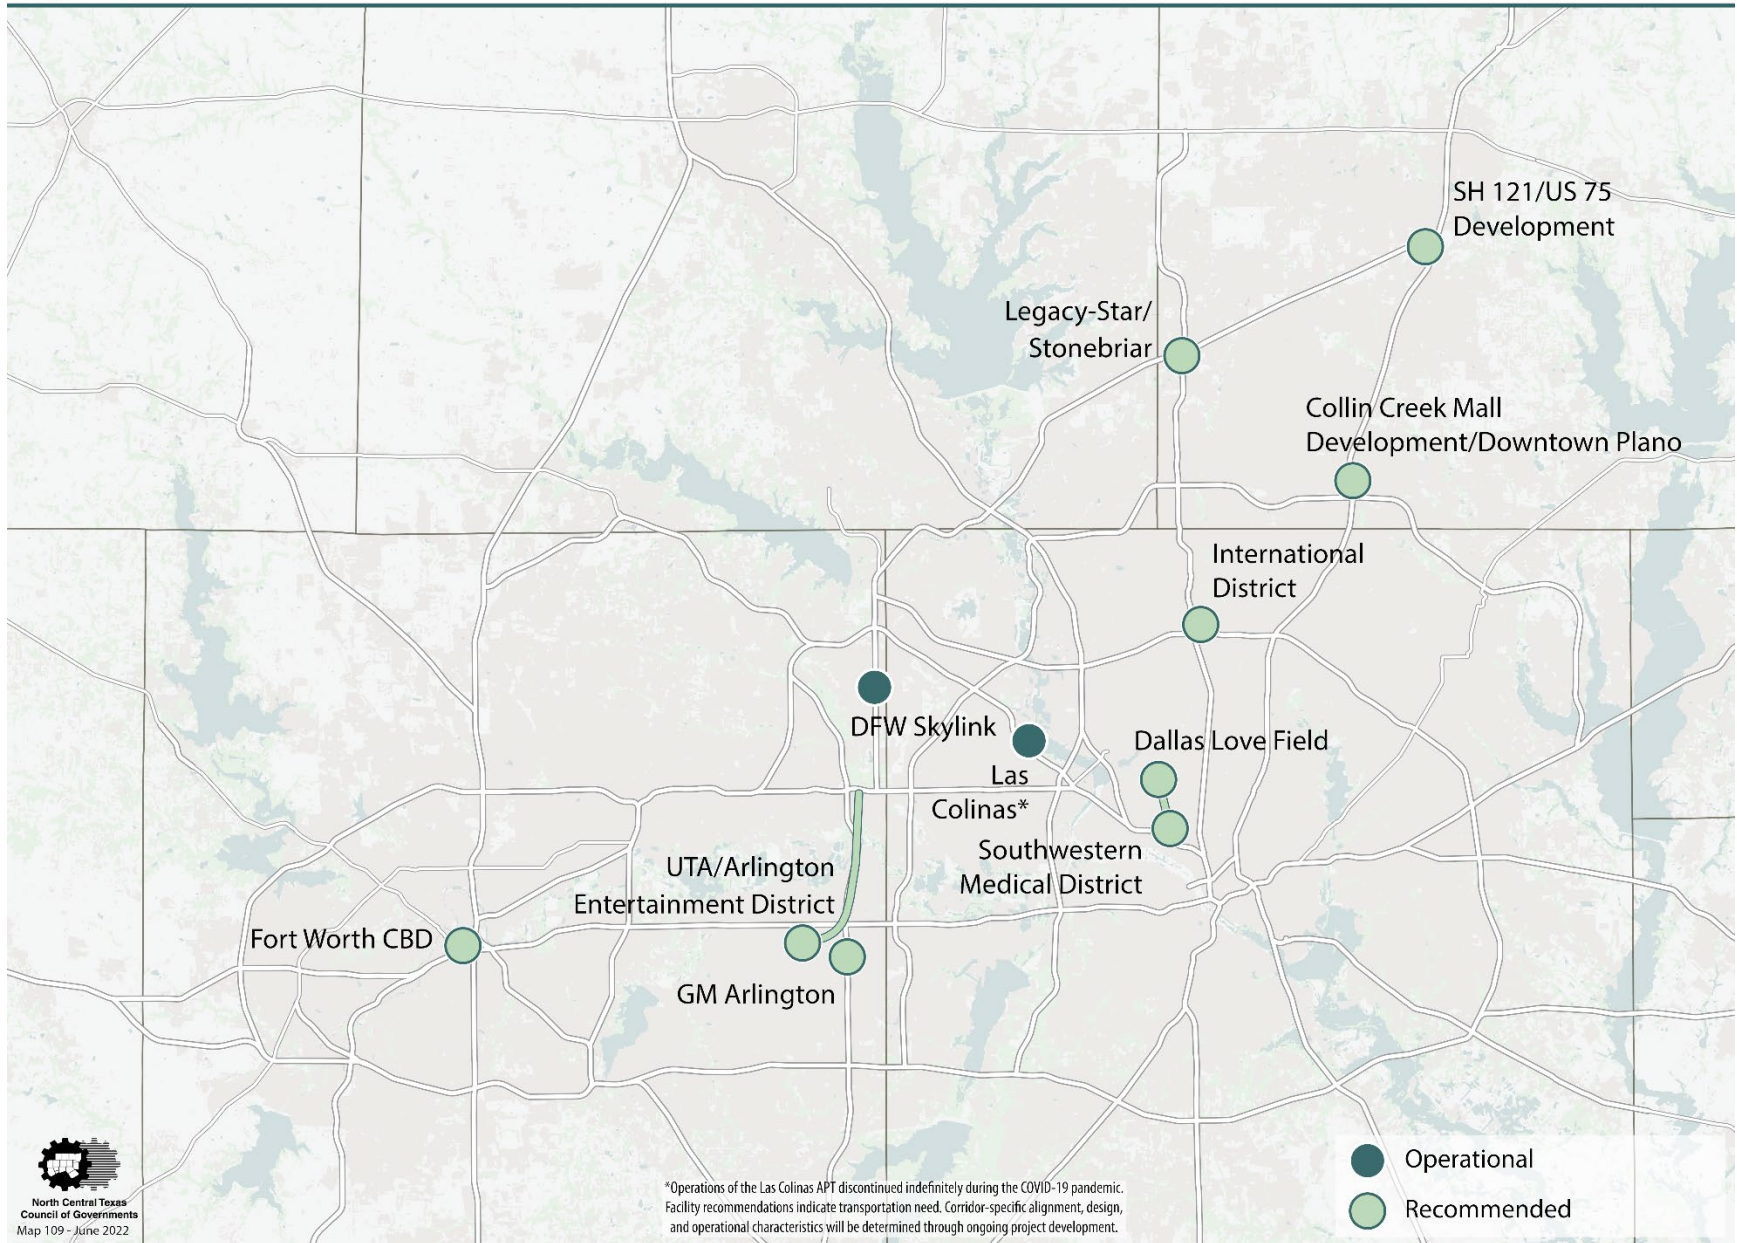 SH 121/US 75
Development
Legacy-Star/
Stonebriar
Collin Creek Mall
Development/Downtown Plano
International
District
DFW Skylink
Las
Colinas*
Dallas Love Field
Southwestern
Medical District
UTA/Arlington
Entertainment District
Fort Worth CBD
GM Arlington
Operational
Recommended
*Operations of the Las Colinas APT discontinued indefinitely during the COVID-19 pandemic.
Facility recommendations indicate transportation need. Corridor-specific alignment, design,
and operational characteristics will be determined through ongoing project development.
North Central Texas
Council of Governments
Map 109 - June 2022